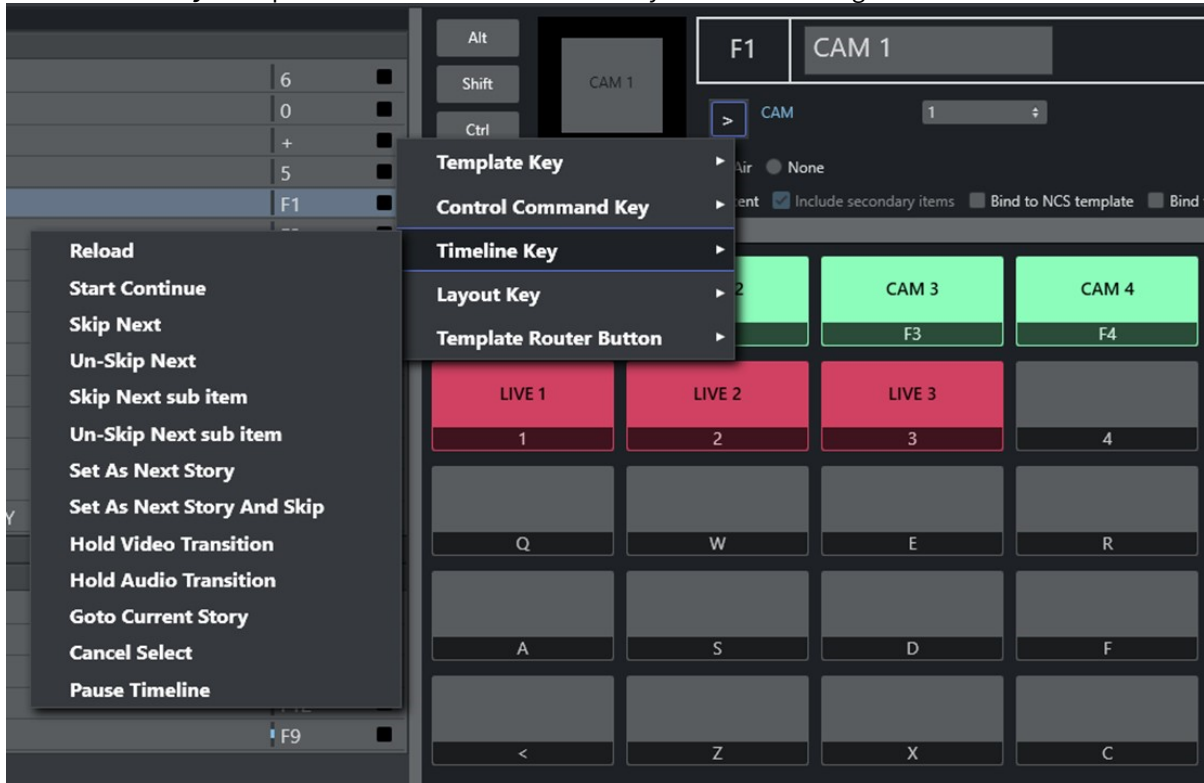 Alt
Shift
Ctrl
CAM 1
F1
CAM 1
>
CAM
1
Air
None
Include secondary items
Bind to NCS template
Bind
6
0
+
5
F1
F9
Template Key
Control Command Key
Timeline Key
Layout Key
Template Router Button
Reload
Start Continue
Skip Next
Un-Skip Next
Skip Next sub item
Un-Skip Next sub item
Set As Next Story
Set As Next Story And Skip
Hold Video Transition
Hold Audio Transition
Goto Current Story
Cancel Select
Pause Timeline
Y
2
CAM 3
CAM 4
F3
F4
LIVE 1
LIVE 2
LIVE 3
1
2
3
4
Q
W
E
R
A
S
D
F
<
Z
X
C